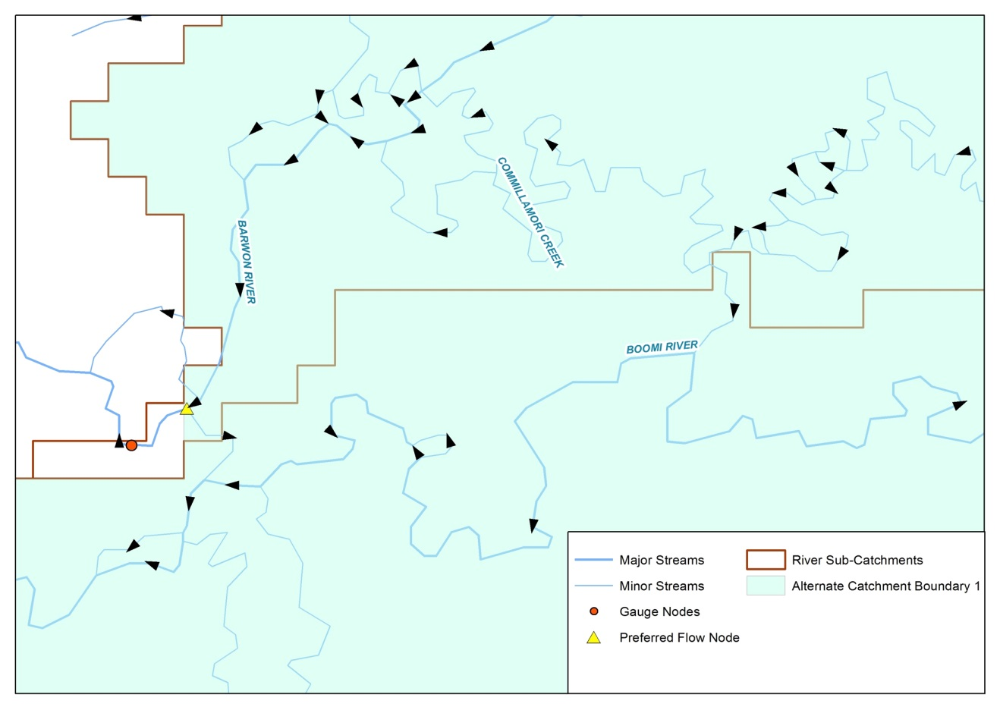 COMMILLAMORI CREEK
BARWON RIVER
BOOMI RIVER
Major Streams
River Sub-Catchments
Minor Streams
Alternate Catchment Boundary 1
Gauge Nodes
Preferred Flow Node